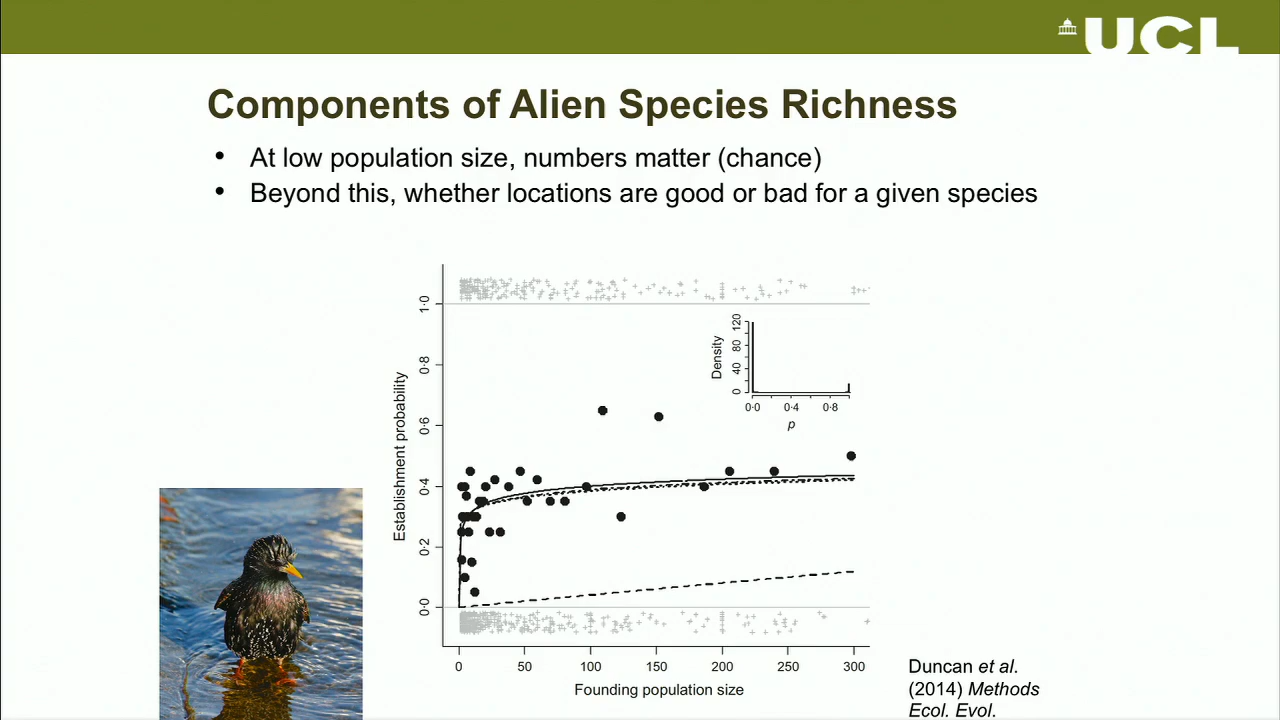 UCL
Components of Alien Species Richness
• At low population size, numbers matter (chance)
• Beyond this, whether locations are good or bad for a given species
Establishment probability
1·0
0·8
0·6
0·4
0·2
0·0
Density
120
80
40
0
0·0 0·4 0·8
p
0 50 100 150 200 250 300
Founding population size
Duncan et al.
(2014) Methods
Ecol. Evol.